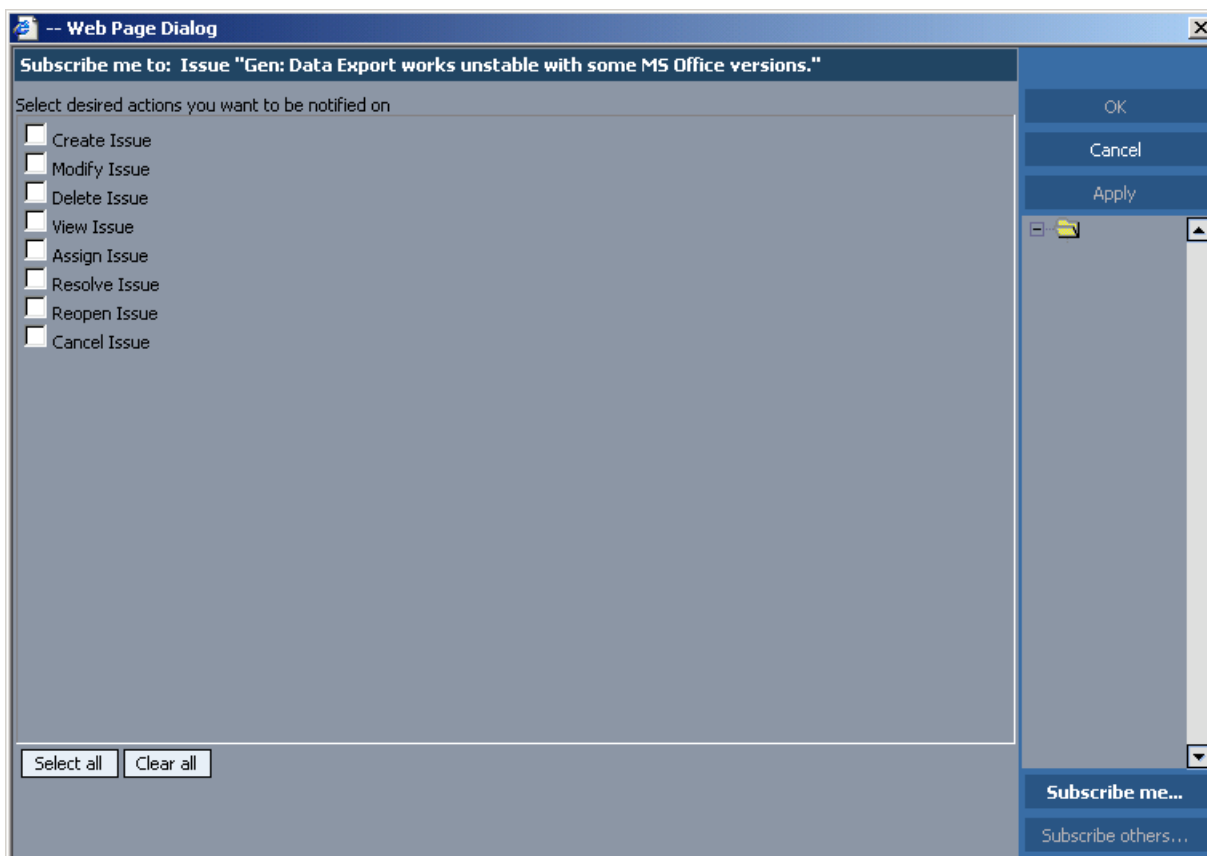 -- Web Page Dialog
Subscribe me to: Issue "Gen: Data Export works unstable with some MS Office versions."
Select desired actions you want to be notified on
Create Issue
Modify Issue
Delete Issue
View Issue
Assign Issue
Resolve Issue
Reopen Issue
Cancel Issue
Select all Clear all
OK
Cancel
Apply
Subscribe me...
Subscribe others...